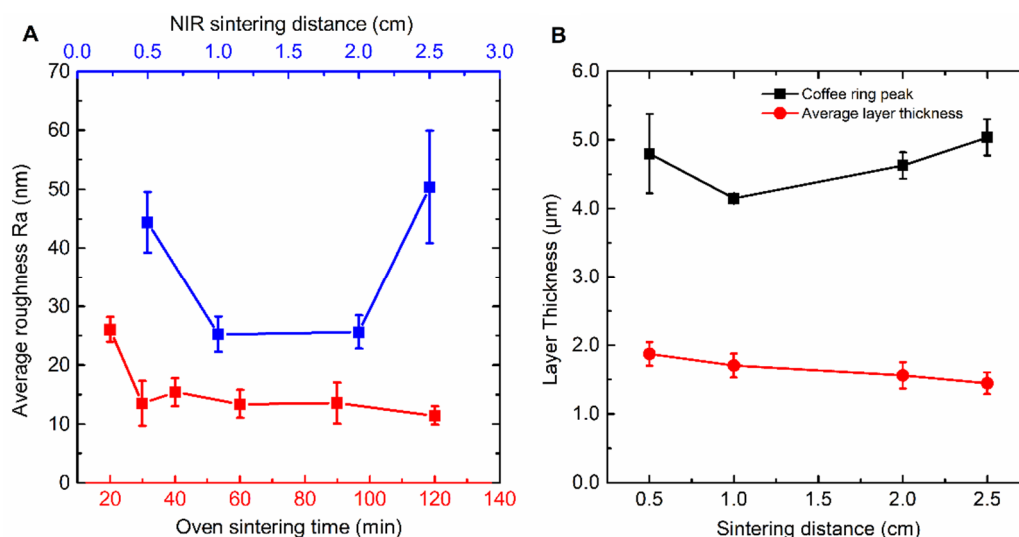 A
NIR sintering distance (cm)
0.0 0.5 1.0 1.5 2.0 2.5 3.0
70
60
50
40
30
20
10
0
Average roughness Ra (nm)
20 40 60 80 100 120 140
Oven sintering time (min)
B
6.0
5.0
4.0
3.0
2.0
1.0
0.0
Layer Thickness (μm)
Coffee ring peak
Average layer thickness
0.5 1.0 1.5 2.0 2.5
Sintering distance (cm)